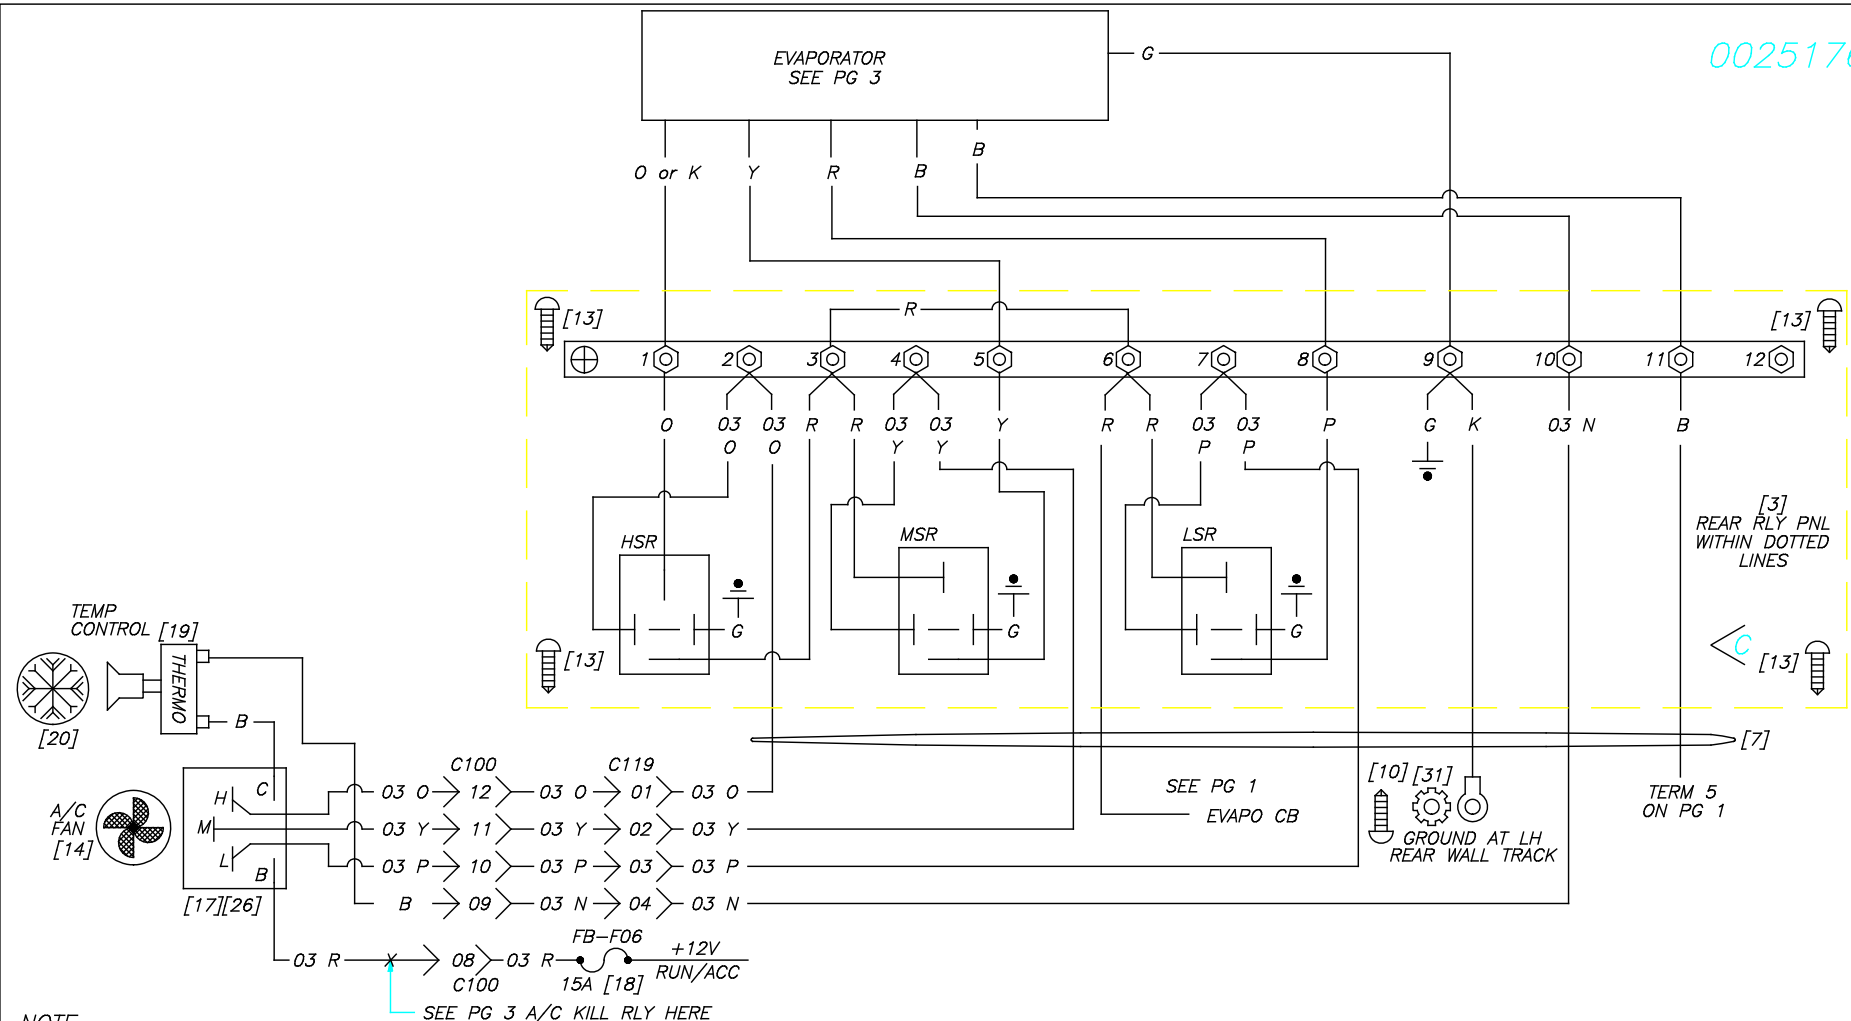 EVAPORATOR
SEE PG 3
G
002517
O or K
Y
R
B
B
[13]
R
[13]
1
2
3
4
5
6
7
8
9
10
11
12
O
03 O
03 O
R
R
03 Y
03 Y
Y
R
R
03 P
03 P
P
G
K
03 N
B
[3]
REAR RLY PNL
WITHIN DOTTED
LINES
HSR
MSR
LSR
G
G
G
[13]
C
[13]
TEMP
CONTROL [19]
THERMO
[20]
B
[7]
C100
C119
A/C
FAN
[14]
H
C
M
L
B
[17][26]
03 O 12 03 O 01 03 O
03 Y 11 03 Y 02 03 Y
03 P 10 03 P 03 03 P
B 09 03 N 04 03 N
SEE PG 1
EVAPO CB
[10] [31]
GROUND AT LH
REAR WALL TRACK
TERM 5
ON PG 1
03 R X 08 03 R
C100
FB-F06
15A [18]
+12V
RUN/ACC
SEE PG 3 A/C KILL RLY HERE
NOTE